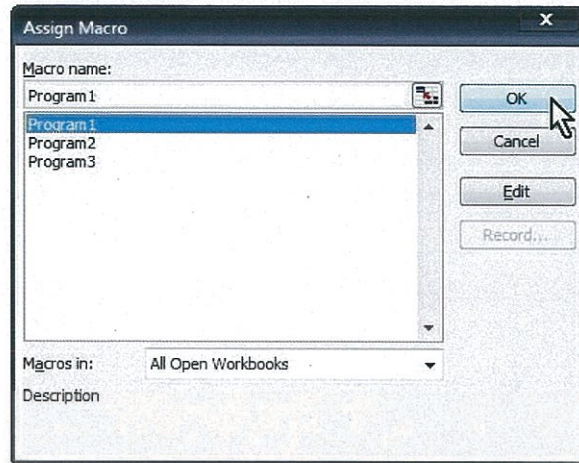 Assign Macro
x
Macro name:
Program1
OK
Program1
Program2
Program3
Cancel
Edit
Record...
Macros in: All Open Workbooks
Description